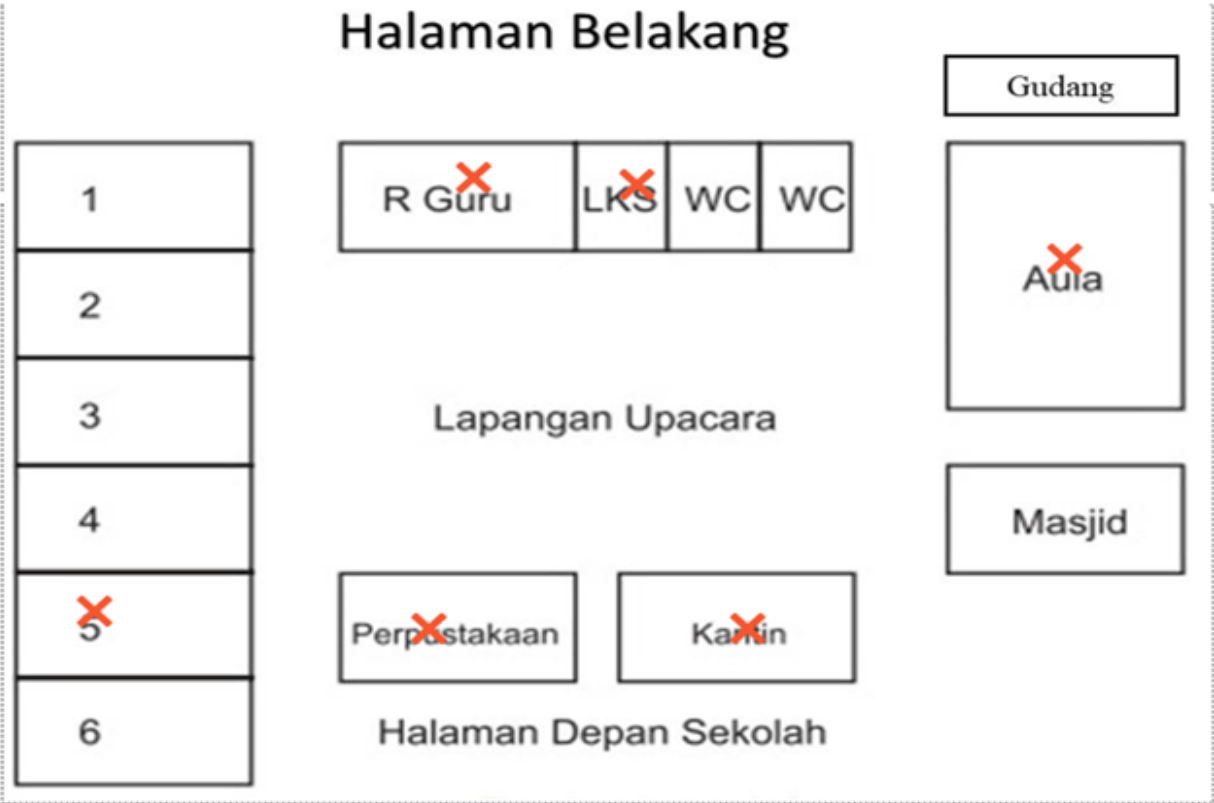 Halaman Belakang
Gudang
1
R Guru
LKS
WC
WC
2
Aula
3
Lapangan Upacara
4
Masjid
5
Perpustakaan
Kantin
6
Halaman Depan Sekolah